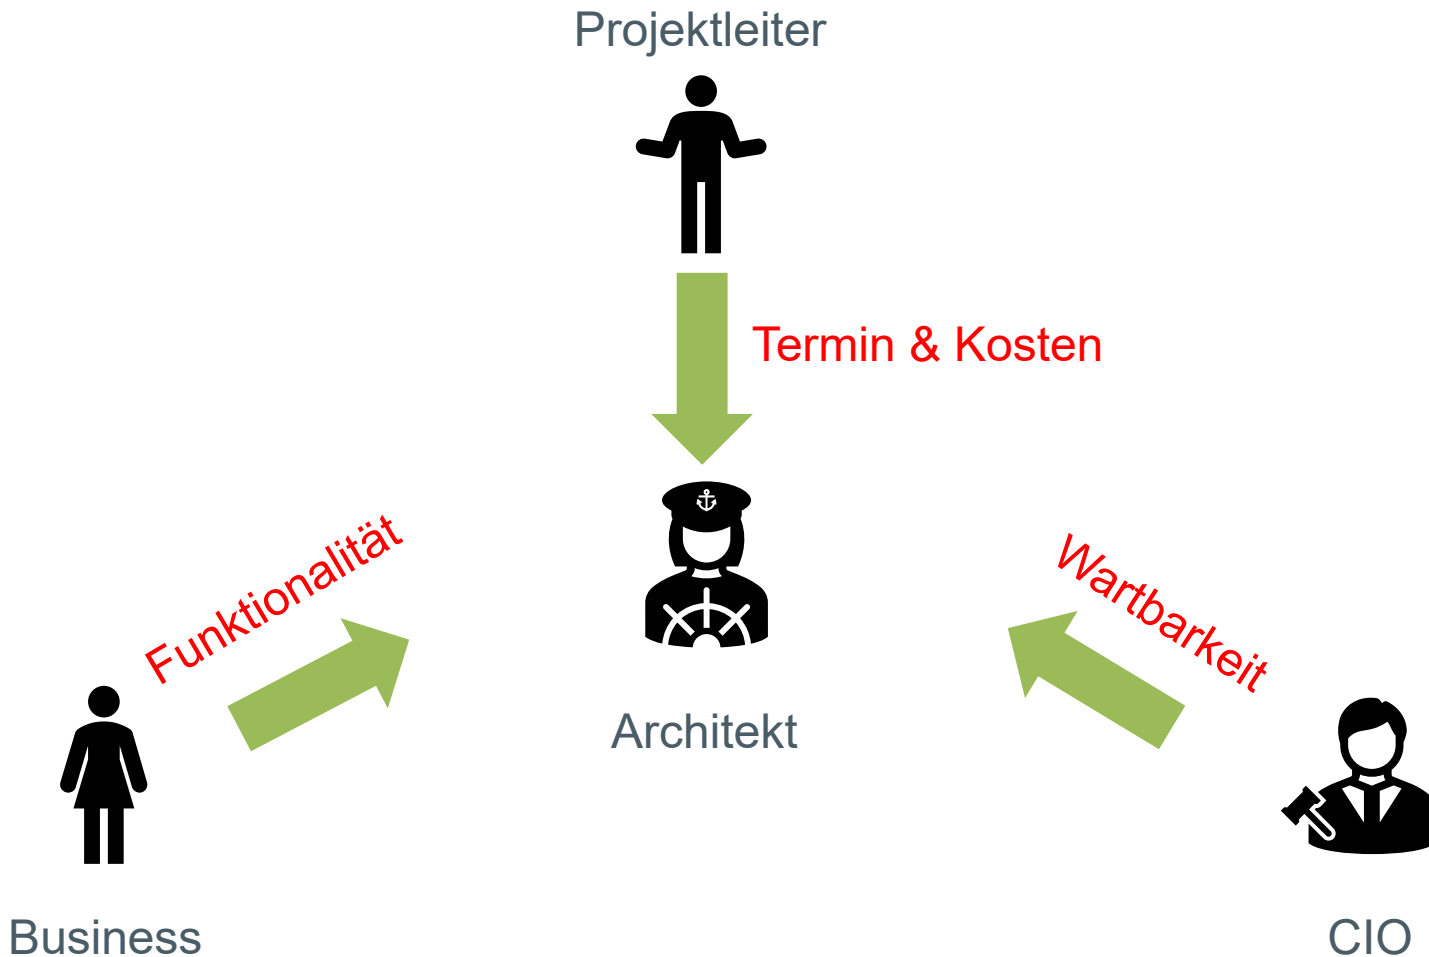 Projektleiter
Termin & Kosten
Funktionalität
Wartbarkeit
Architekt
Business
CIO